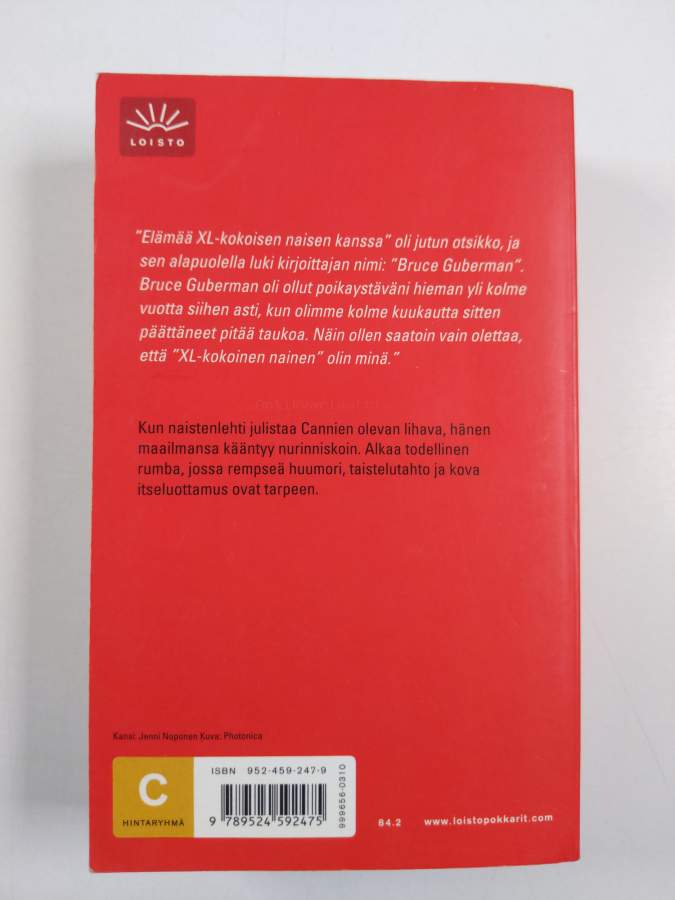 LOISTO
"Elämää XL-kokoisen naisen kanssa" oli jutun otsikko, ja
sen alapuolella luki kirjoittajan nimi: "Bruce Guberman".
Bruce Guberman oli ollut poikaystäväni hieman yli kolme
vuotta siihen asti, kun olimme kolme kuukautta sitten
päättäneet pitää taukoa. Näin ollen saatoin vain olettaa,
että "XL-kokoinen nainen" olin minä."
Kun naistenlehti julistaa Cannien olevan lihava, hänen
maailmansa kääntyy nurinniskoin. Alkaa todellinen
rumba, jossa rempseä huumori, taistelutahto ja kova
itseluottamus ovat tarpeen.
Kansi: Jenni Noponen Kuva: Photonica
C
HINTARYHMÄ
ISBN 952-459-247-9
9 789524 592475
999656-0310
84.2
www.loistopokkarit.com